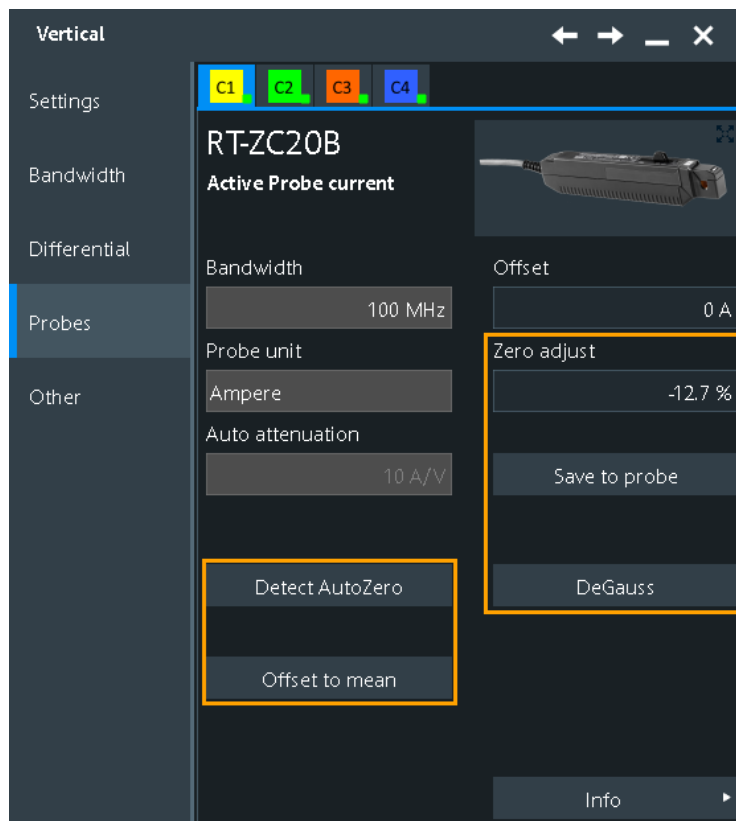 Vertical
Settings
Bandwidth
Differential
Probes
Other
C1 C2 C3 C4
RT-ZC20B
Active Probe current
Bandwidth
100 MHz
Probe unit
Ampere
Auto attenuation
10 A/V
Detect AutoZero
Offset to mean
Offset
0 A
Zero adjust
-12.7 %
Save to probe
DeGauss
Info